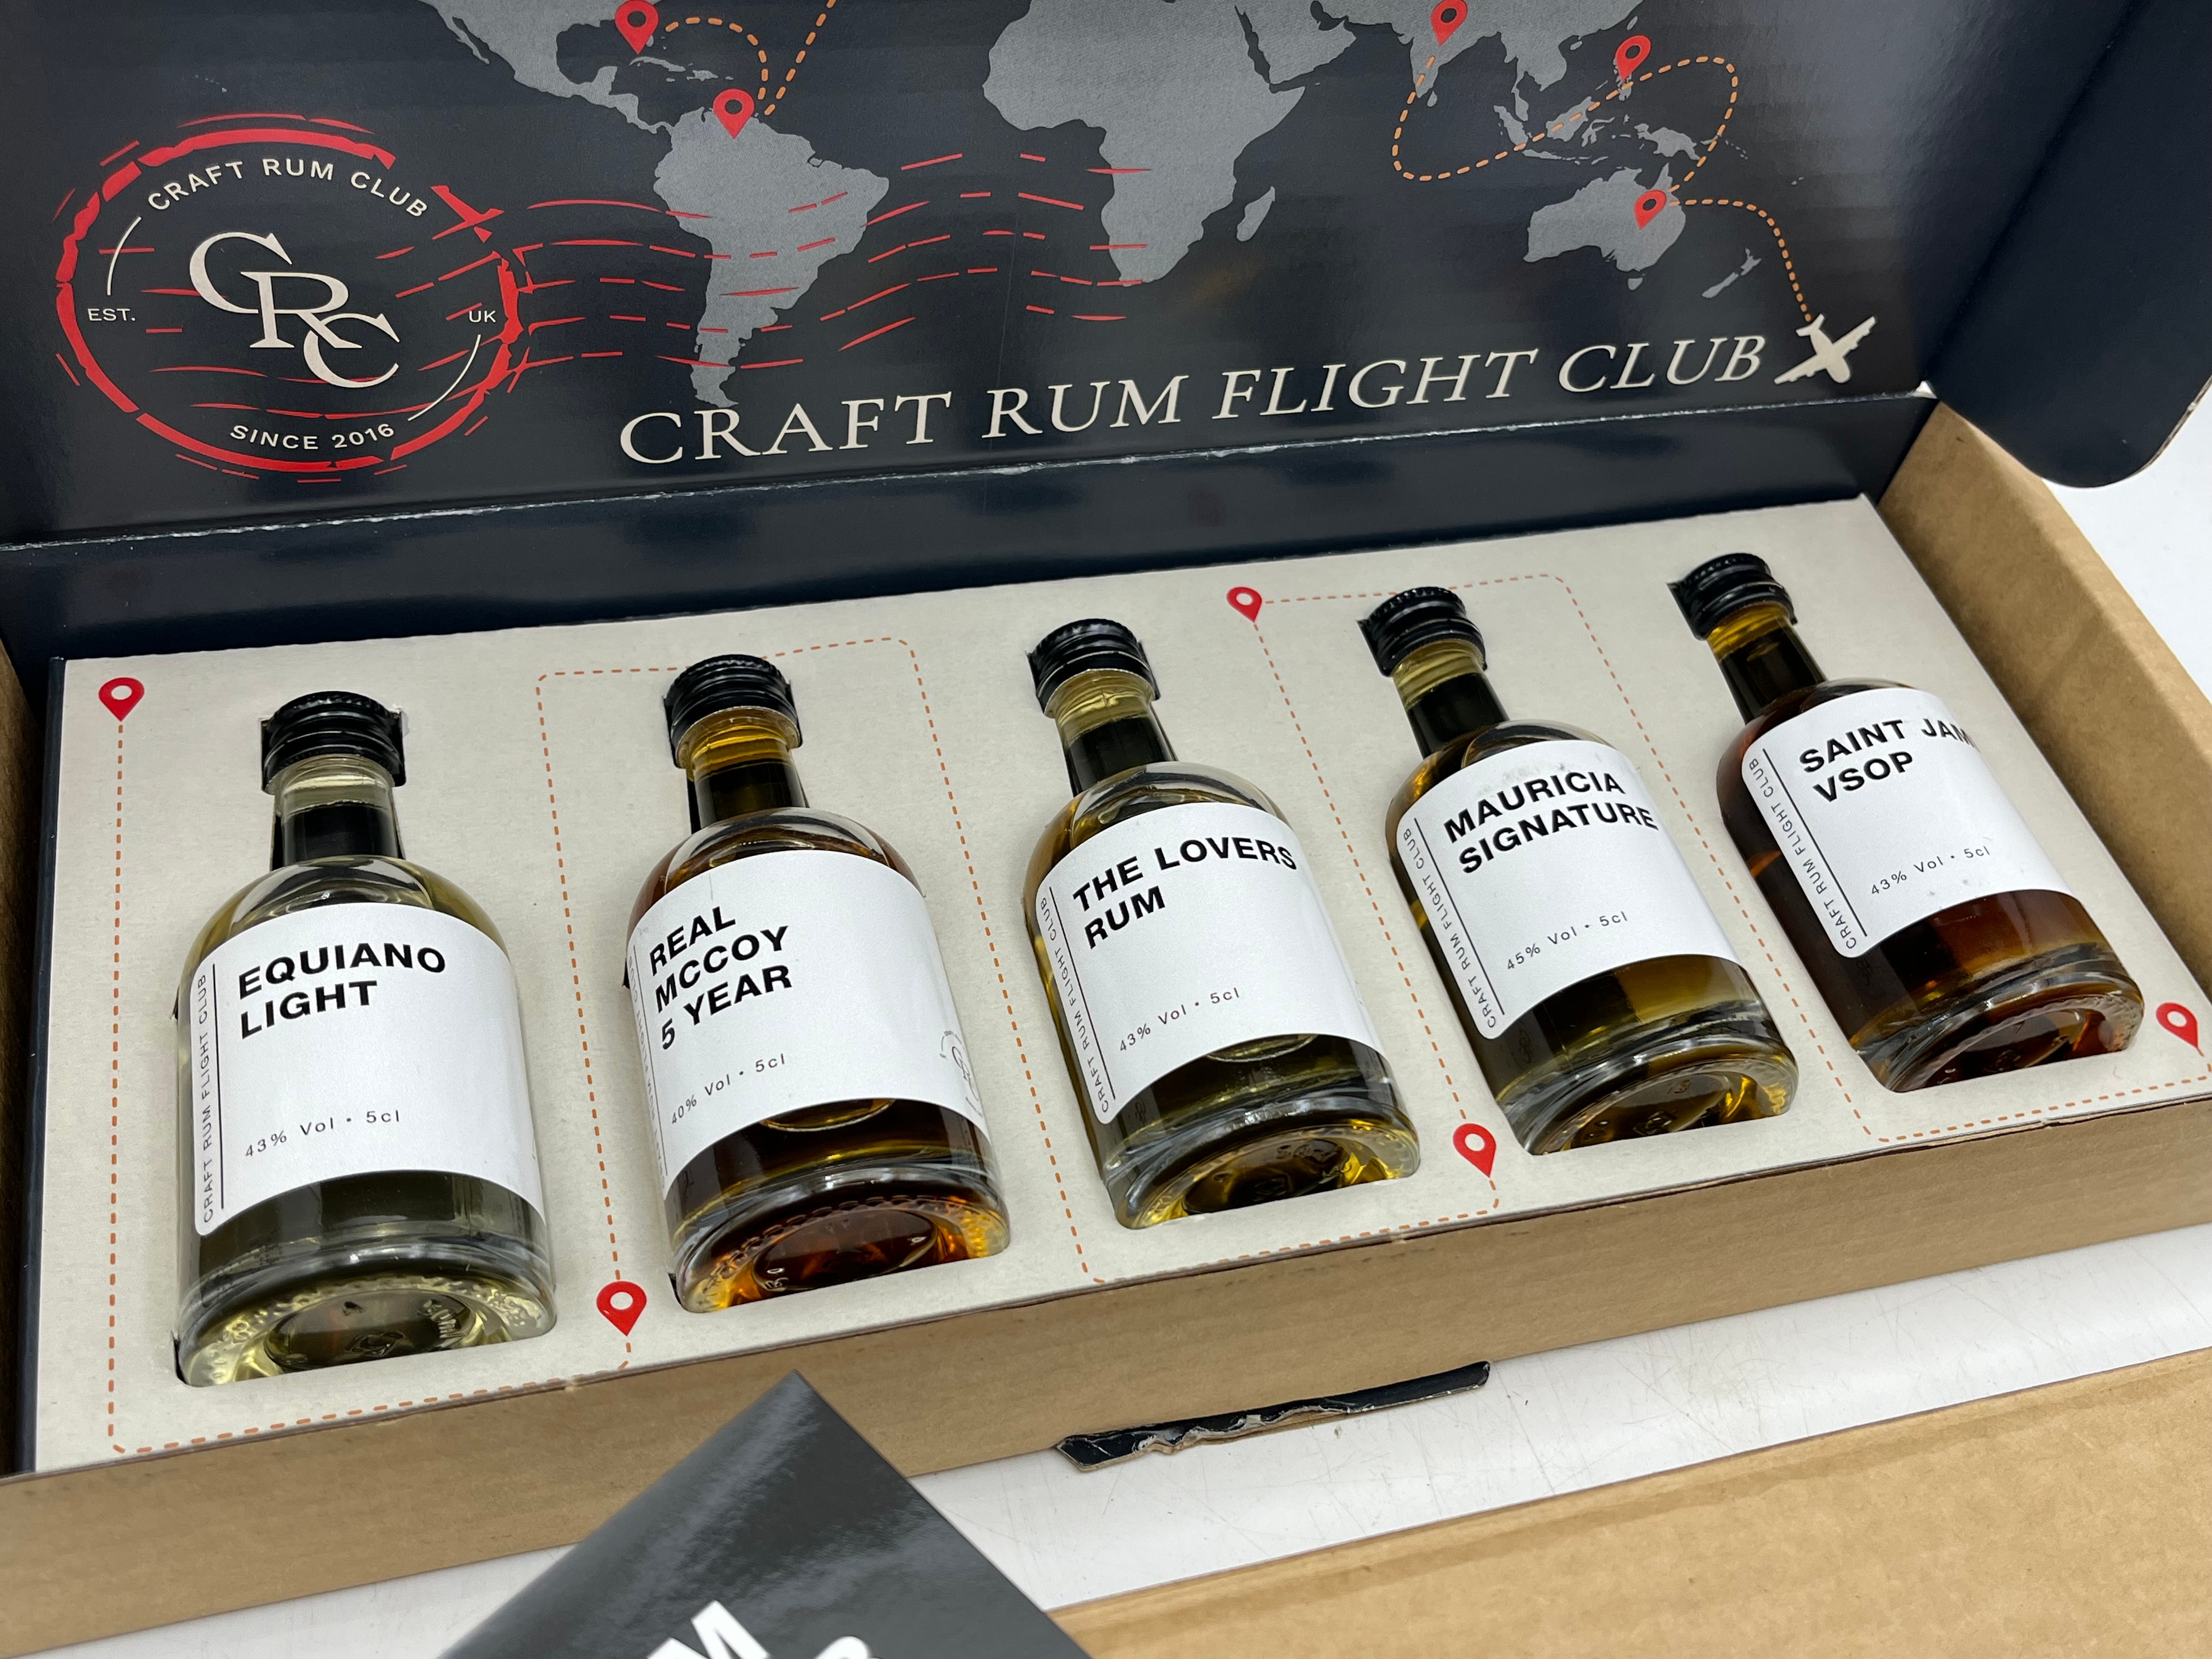 CRAFT RUM CLUB
CRC
EST.
UK
SINCE 2016
CRAFT RUM FLIGHT CLUB
EQUIANO
LIGHT
43% Vol • 5cl
CRAFT RUM FLIGHT CLUB
REAL
MCCOY
5 YEAR
40% Vol • 5cl
THE LOVERS
RUM
43% Vol • 5cl
CRAFT RUM FLIGHT CLUB
MAURICIA
SIGNATURE
45% Vol • 5cl
CRAFT RUM FLIGHT CLUB
SAINT JAM
VSOP
43% Vol • 5cl
CRAFT RUM FLIGHT CLUB